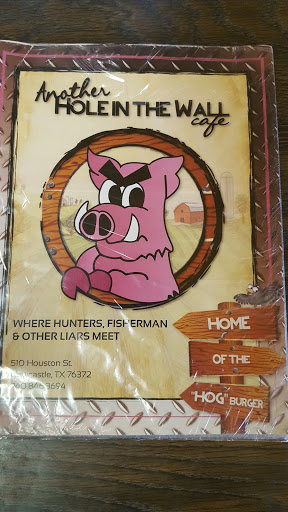 Another
HOLE IN THE WALL
cafe
WHERE HUNTERS, FISHERMAN
& OTHER LIARS MEET
510 Houston St.
TX 76372
HOME
OF THE
"HOG" BURGER